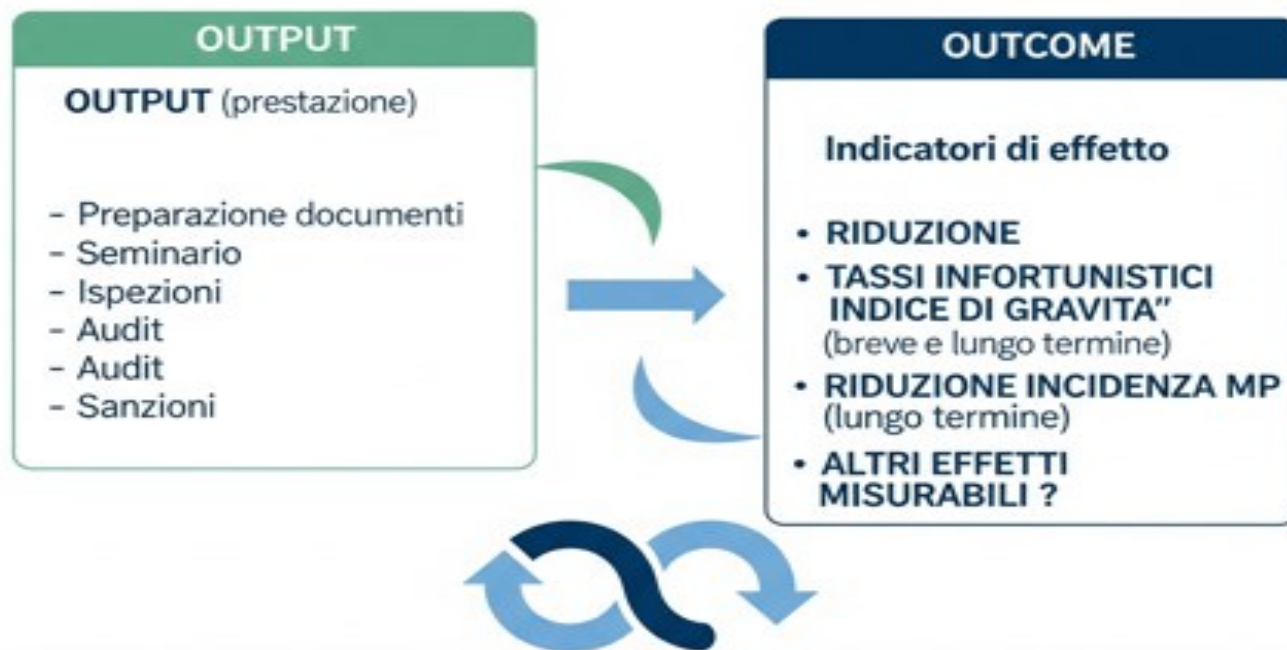 OUTPUT
OUTPUT (prestazione)
- Preparazione documenti
- Seminario
- Ispezioni
- Audit
- Audit
- Sanzioni
OUTCOME
Indicatori di effetto
• RIDUZIONE
• TASSI INFORTUNISTICI
INDICE DI GRAVITA”
(breve e lungo termine)
• RIDUZIONE INCIDENZA MP
(lungo termine)
• ALTRI EFFETTI
MISURABILI ?